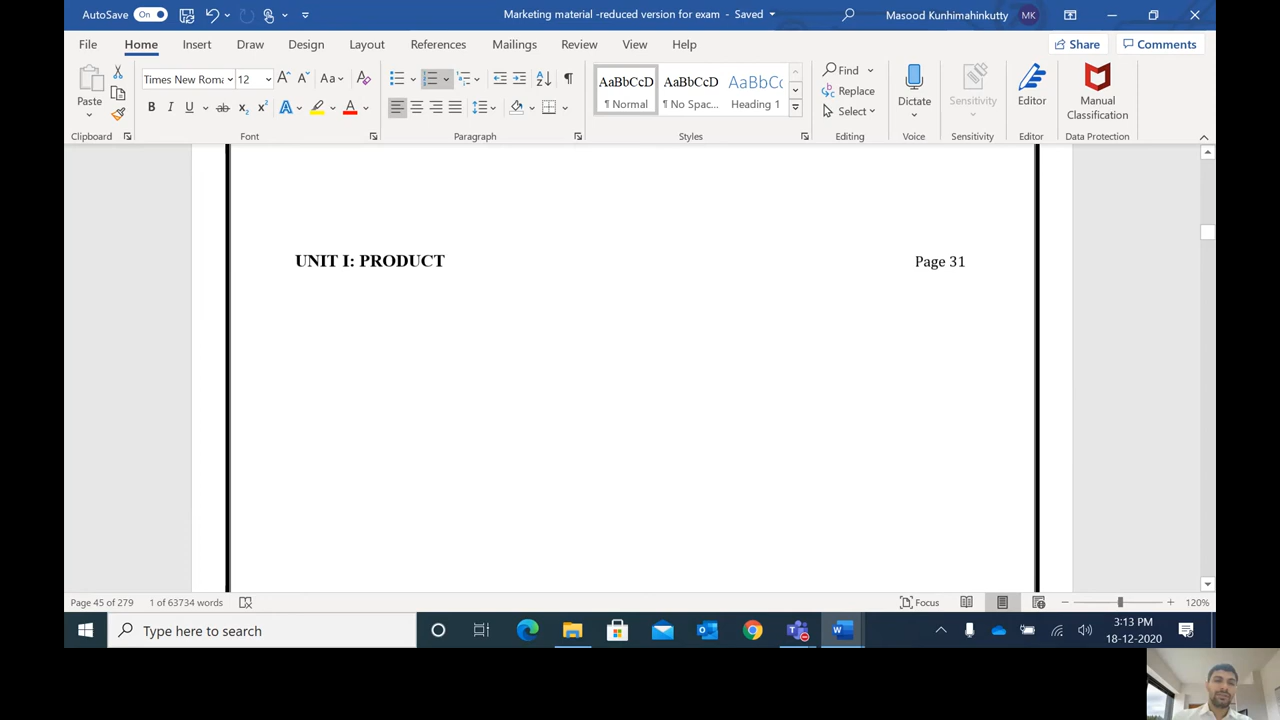 AutoSave On Marketing material -reduced version for exam - Saved Masood Kunhimahinkutty MK
File Home Insert Draw Design Layout References Mailings Review View Help Share Comments
Times New Roma 12 Aa AaBbCcD AaBbCcD AaBbCc Find
Paste B I U ab x2 x2 A A ¶ Normal ¶ No Spac... Heading 1 Replace Select Dictate Sensitivity Editor Manual Classification
Clipboard Font Paragraph Styles Editing Voice Sensitivity Editor Data Protection
UNIT I: PRODUCT Page 31
Page 45 of 279 1 of 63734 words Focus 120%
Type here to search 3:13 PM
18-12-2020